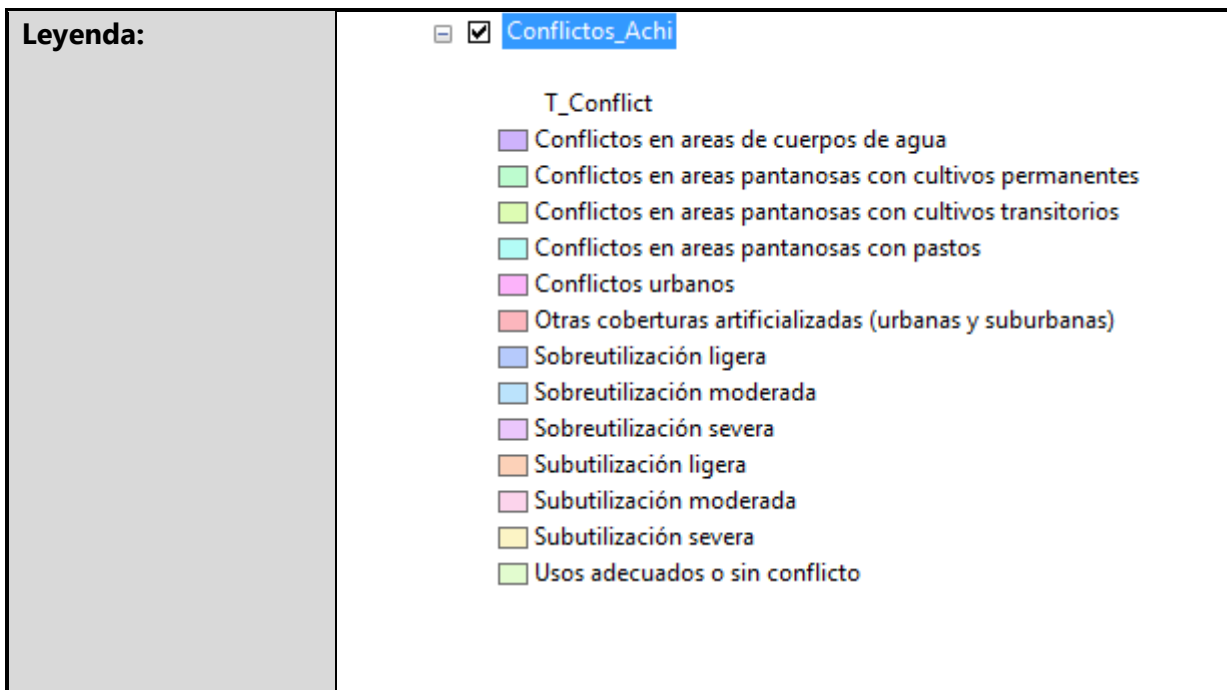 Leyenda:
Conflictos_Achi
T_Conflict
Conflictos en areas de cuerpos de agua
Conflictos en areas pantanosas con cultivos permanentes
Conflictos en areas pantanosas con cultivos transitorios
Conflictos en areas pantanosas con pastos
Conflictos urbanos
Otras coberturas artificializadas (urbanas y suburbanas)
Sobreutilización ligera
Sobreutilización moderada
Sobreutilización severa
Subutilización ligera
Subutilización moderada
Subutilización severa
Usos adecuados o sin conflicto